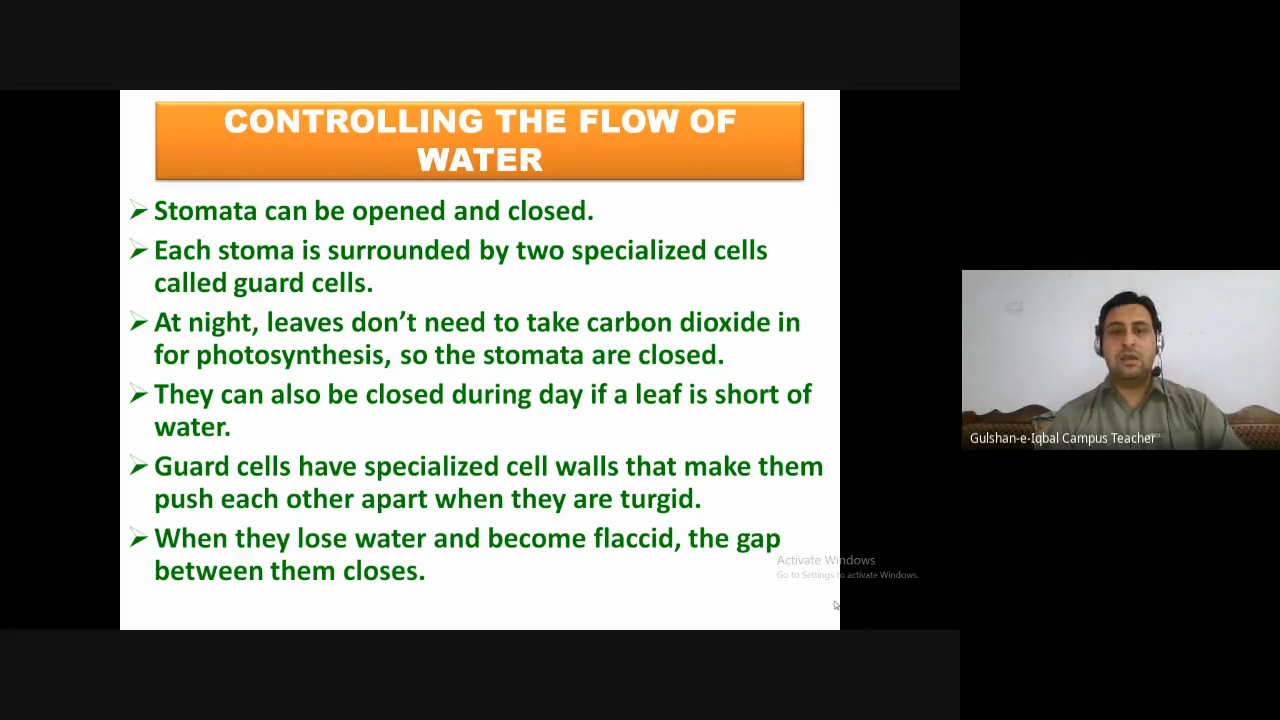 CONTROLLING THE FLOW OF
WATER
➢ Stomata can be opened and closed.
➢ Each stoma is surrounded by two specialized cells
called guard cells.
➢ At night, leaves don’t need to take carbon dioxide in
for photosynthesis, so the stomata are closed.
➢ They can also be closed during day if a leaf is short of
water.
➢ Guard cells have specialized cell walls that make them
push each other apart when they are turgid.
➢ When they lose water and become flaccid, the gap
between them closes.
Activate Windows
Go to Settings to activate Windows.
Gulshan-e-Iqbal Campus Teacher